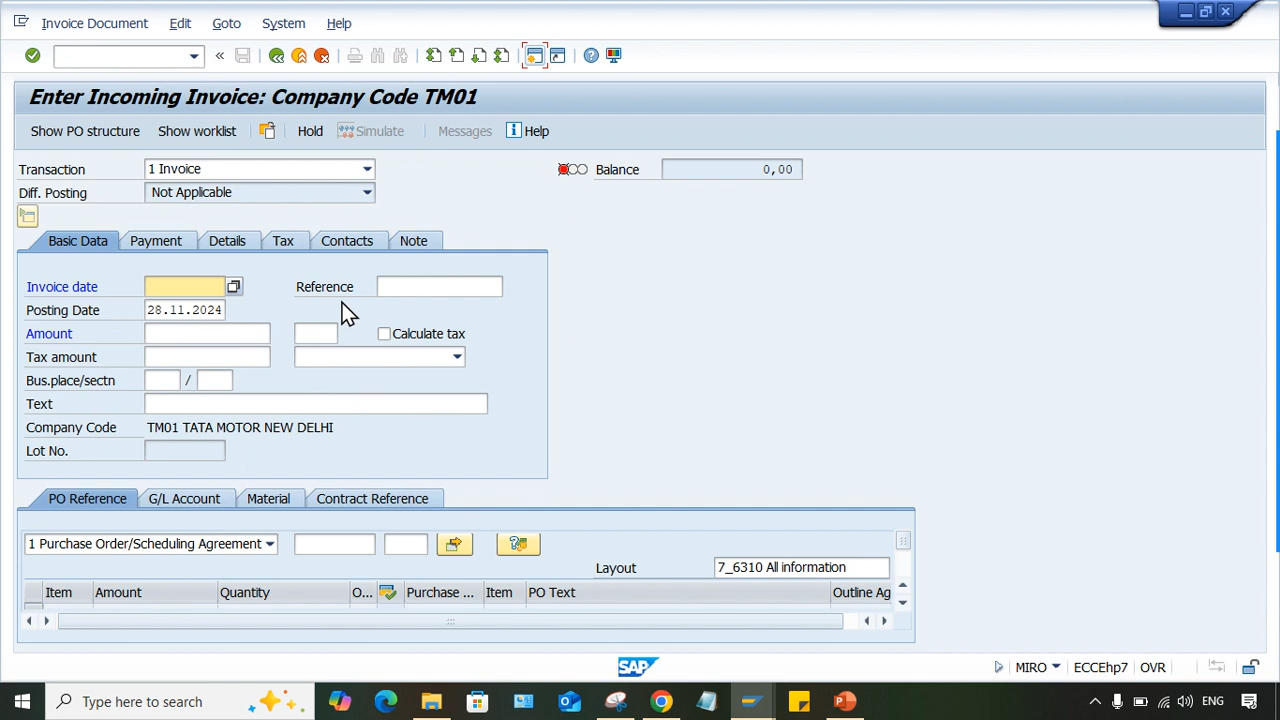 Invoice Document Edit Goto System Help
Enter Incoming Invoice: Company Code TM01
Show PO structure Show worklist Hold Simulate Messages Help
Transaction 1 Invoice Balance 0,00
Diff. Posting Not Applicable
Basic Data Payment Details Tax Contacts Note
Invoice date Reference
Posting Date 28.11.2024
Amount Calculate tax
Tax amount
Bus.place/sectn /
Text
Company Code TM01 TATA MOTOR NEW DELHI
Lot No.
PO Reference G/L Account Material Contract Reference
1 Purchase Order/Scheduling Agreement
Layout 7_6310 All information
Item Amount Quantity O... Purchase ... Item PO Text Outline Ag
SAP MIRO ECCEhp7 OVR
Type here to search ENG